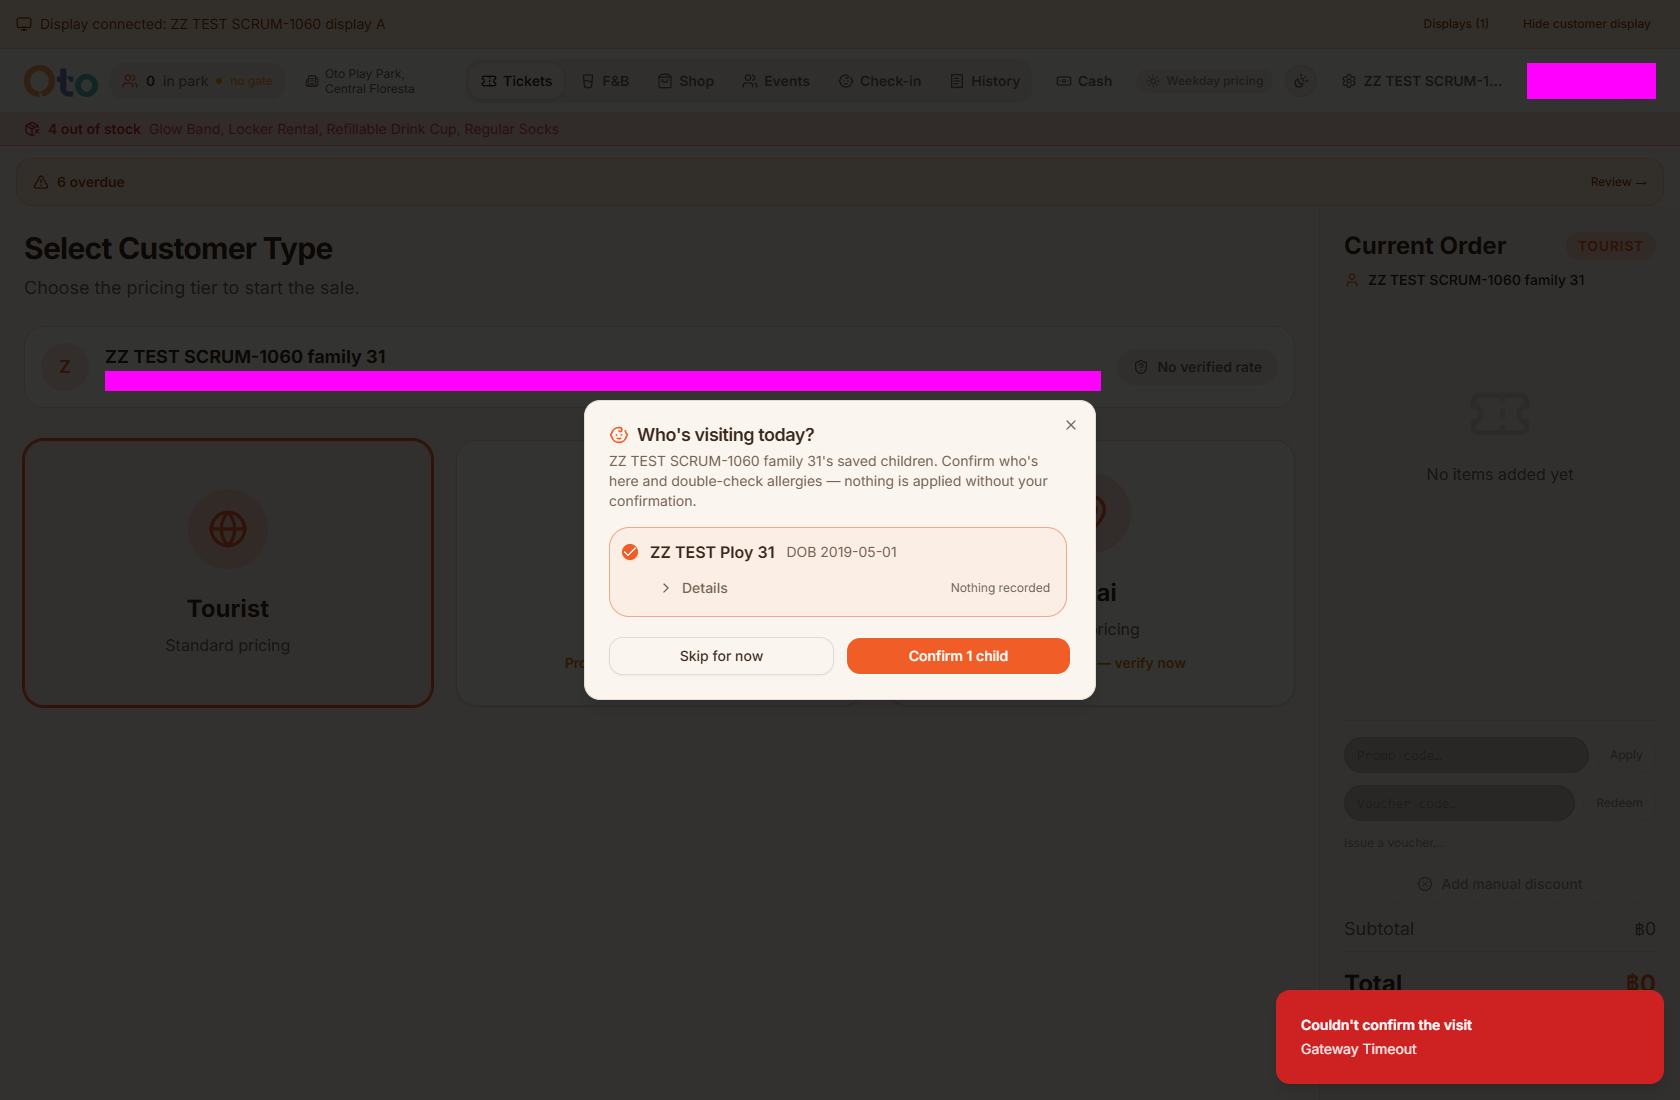 Display connected: ZZ TEST SCRUM-1060 display A
Displays (1)
Hide customer display
Oto
0 in park • no gate
Oto Play Park,
Central Floresta
Tickets
F&B
Shop
Events
Check-in
History
Cash
Weekday pricing
ZZ TEST SCRUM-1...
4 out of stock Glow Band, Locker Rental, Refillable Drink Cup, Regular Socks
6 overdue
Review →
Select Customer Type
Choose the pricing tier to start the sale.
Z
ZZ TEST SCRUM-1060 family 31
No verified rate
Tourist
Standard pricing
Pro
ai
ricing
— verify now
Who's visiting today?
ZZ TEST SCRUM-1060 family 31's saved children. Confirm who's
here and double-check allergies — nothing is applied without your
confirmation.
ZZ TEST Ploy 31 DOB 2019-05-01
Details
Nothing recorded
Skip for now
Confirm 1 child
Current Order
TOURIST
ZZ TEST SCRUM-1060 family 31
No items added yet
Promo code…
Apply
Voucher code…
Redeem
Issue a voucher…
Add manual discount
Subtotal
฿0
Total
฿0
Couldn't confirm the visit
Gateway Timeout